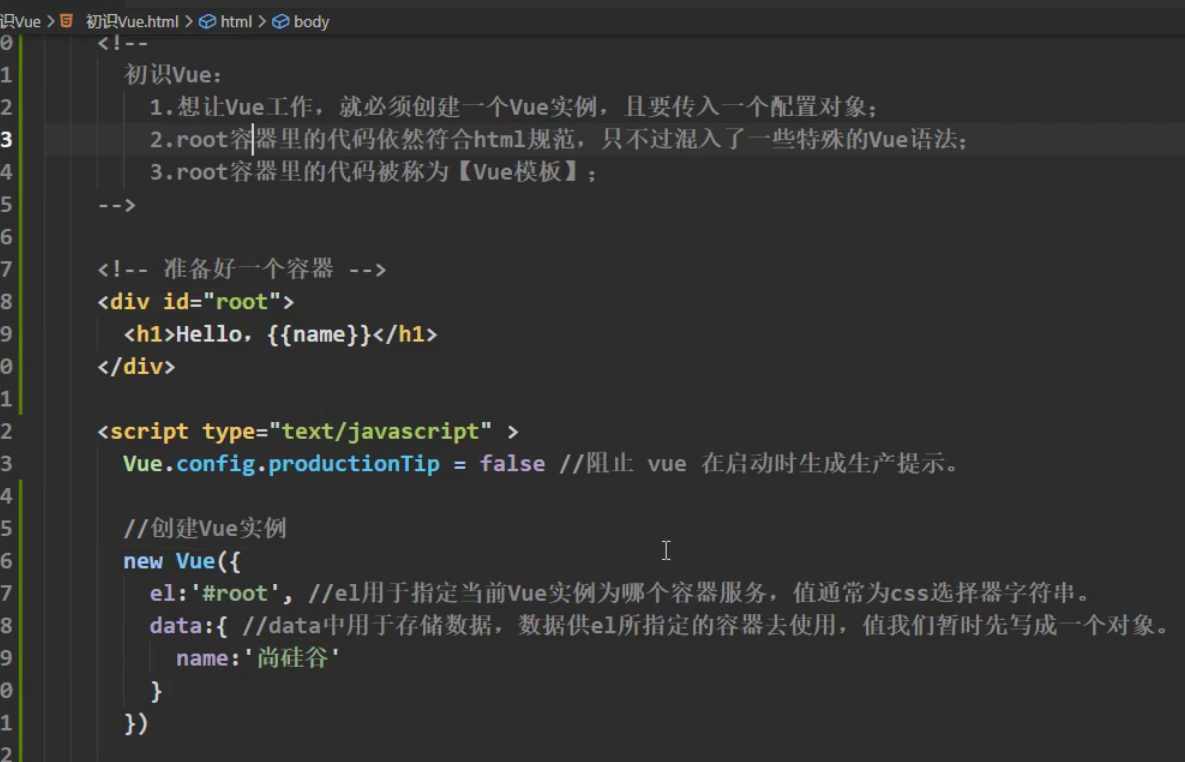 识Vue > 初识Vue.html > html > body
0 <!--
1 初识Vue：
2 1.想让Vue工作，就必须创建一个Vue实例，且要传入一个配置对象；
3 2.root容器里的代码依然符合html规范，只不过混入了一些特殊的Vue语法；
4 3.root容器里的代码被称为【Vue模板】；
5 -->
6
7 <!-- 准备好一个容器 -->
8 <div id="root">
9 <h1>Hello，{{name}}</h1>
0 </div>
1
2 <script type="text/javascript" >
3 Vue.config.productionTip = false //阻止 vue 在启动时生成生产提示。
4
5 //创建Vue实例
6 new Vue({
7 el:'#root', //el用于指定当前Vue实例为哪个容器服务，值通常为css选择器字符串。
8 data:{ //data中用于存储数据，数据供el所指定的容器去使用，值我们暂时先写成一个对象。
9 name:'尚硅谷'
0 }
1 })
2